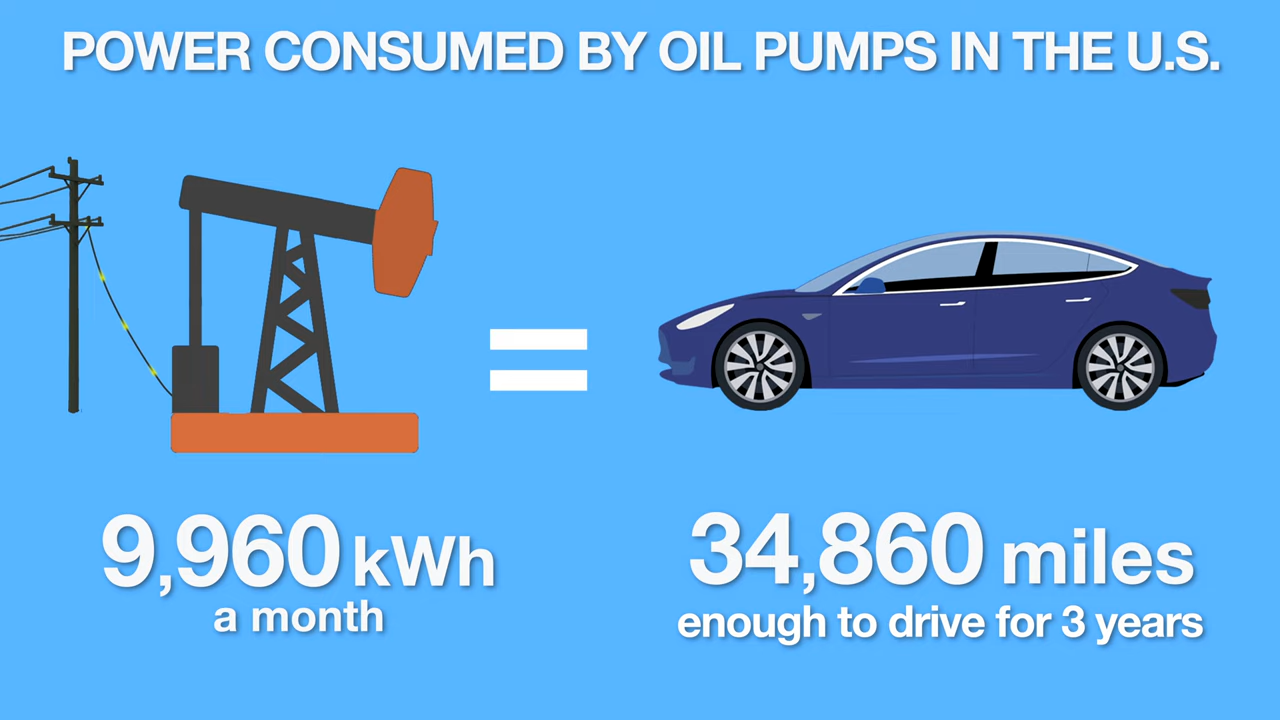 POWER CONSUMED BY OIL PUMPS IN THE U.S.
9,960 kWh
a month
34,860 miles
enough to drive for 3 years